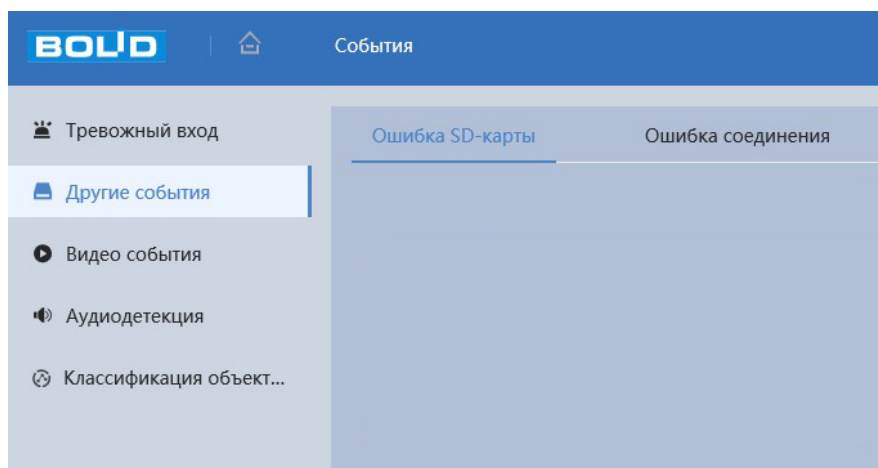 BOLID
События
Тревожный вход
Ошибка SD-карты
Ошибка соединения
Другие события
Видео события
Аудиодетекция
Классификация объект...